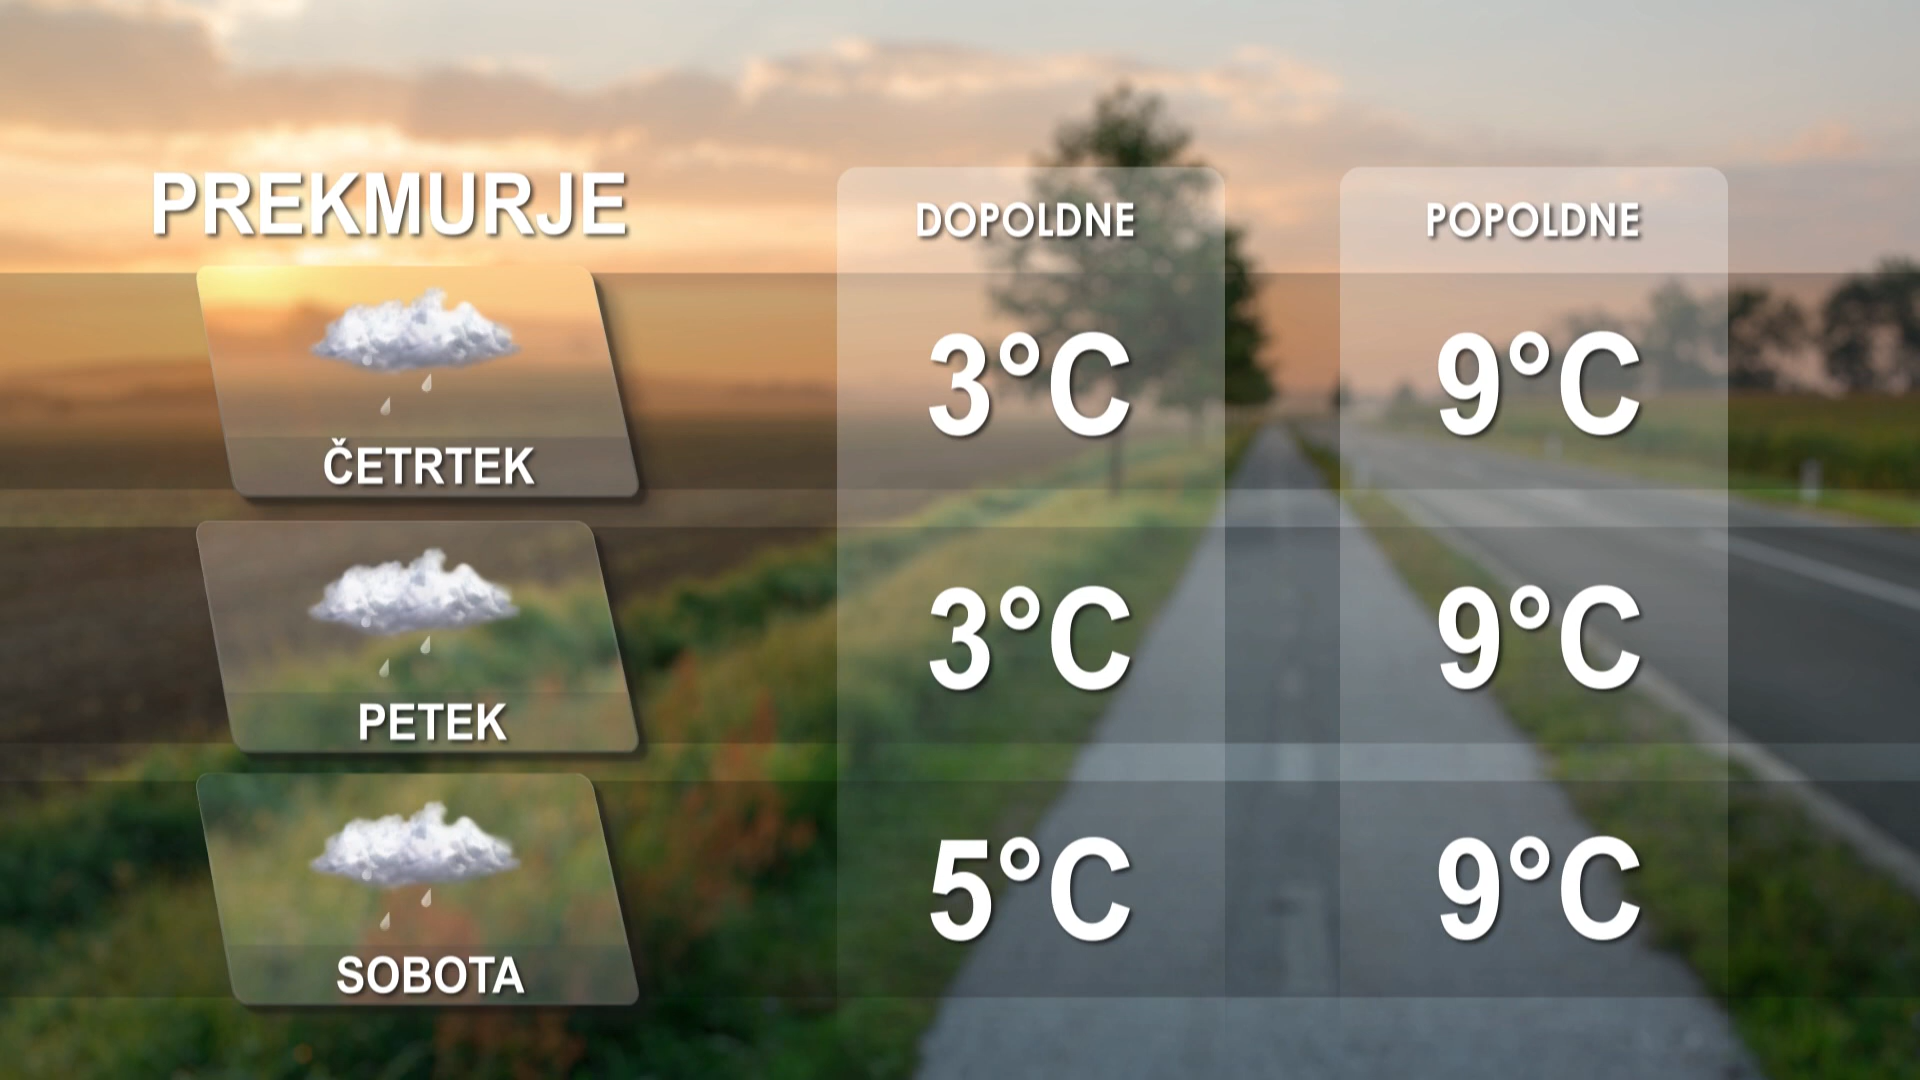 PREKMURJE
DOPOLDNE POPOLDNE
ČETRTEK 3°C 9°C
PETEK 3°C 9°C
SOBOTA 5°C 9°C